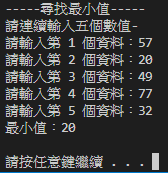 -----尋找最小值-----
請連續輸入五個數值-
請輸入第 1 個資料：57
請輸入第 2 個資料：20
請輸入第 3 個資料：49
請輸入第 4 個資料：77
請輸入第 5 個資料：32
最小值：20
請按任意鍵繼續 . . .